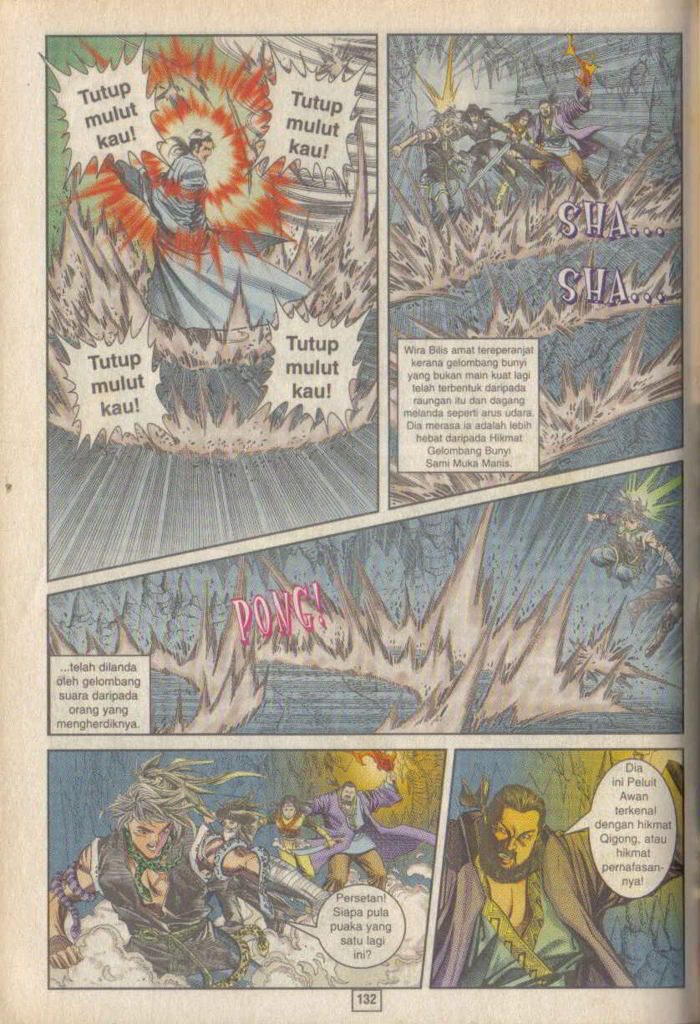 Tutup
mulut
kau!
Tutup
mulut
kau!
Tutup
mulut
kau!
Tutup
mulut
kau!
SHA...
SHA...
Wira Bilis amat tereperanjat
kerana gelombang bunyi
yang bukan main kuat lagi
telah terbentuk daripada
raungan itu dan dagang
melanda seperti arus udara.
Dia merasa ia adalah lebih
hebat daripada Hikmat
Gelombang Bunyi
Sami Muka Manis.
PONG!
...telah dilanda
oleh gelombang
suara daripada
orang yang
mengherdiknya.
Persetan!
Siapa pula
puaka yang
satu lagi
ini?
Dia
ini Peluit
Awan
terkenal
dengan hikmat
Qigong, atau
hikmat
pernafasan-
nya!
132